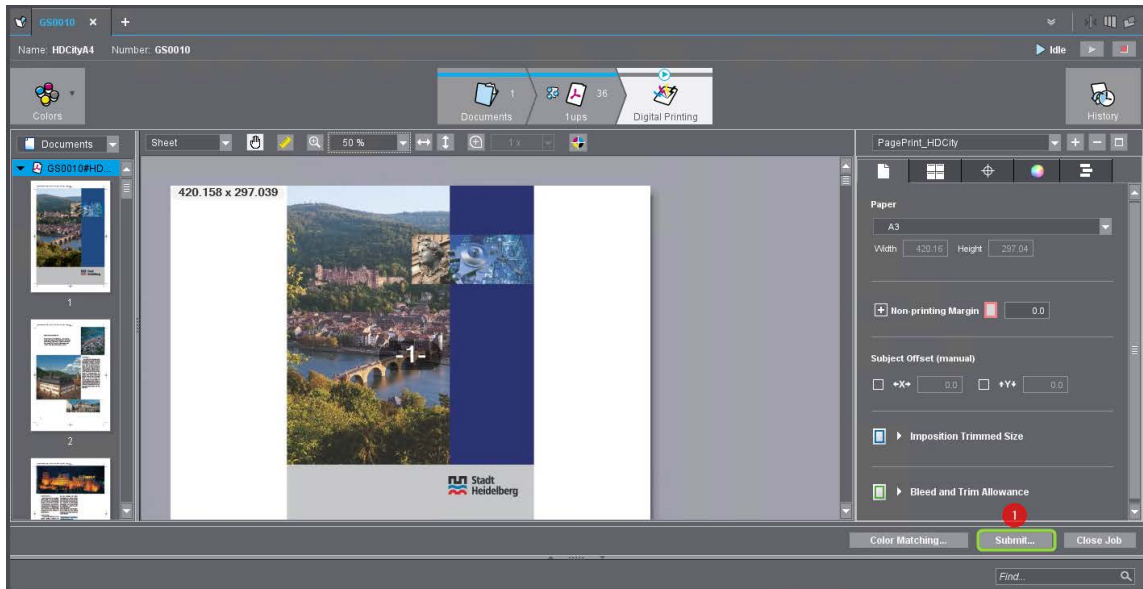 GS0010 × +
Name: HDCityA4 Number: GS0010
Idle
Colors
1
Documents
36
1ups
Digital Printing
History
Documents
Sheet
50 %
1 x
PagePrint_HDCity
GS0010#HD...
1
2
420.158 x 297.039
-1-
Stadt
Heidelberg
Paper
A3
Width 420.16 Height 297.04
Non-printing Margin 0.0
Subject Offset (manual)
X 0.0 Y 0.0
Imposition Trimmed Size
Bleed and Trim Allowance
1
Color Matching... Submit... Close Job
Find...